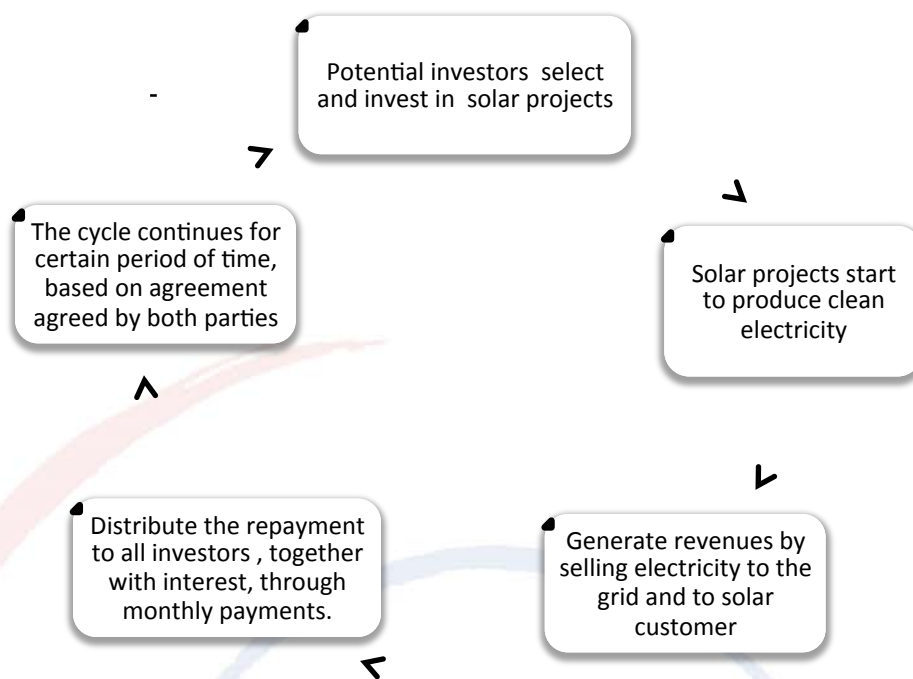 Potential investors  select
and invest in  solar projects
-
Solar projects start
to produce clean
electricity
Generate revenues by
selling electricity to the
grid and to solar
customer
Distribute the repayment
to all investors , together
with interest, through
monthly payments.
The cycle continues for
certain period of time,
based on agreement
agreed by both parties